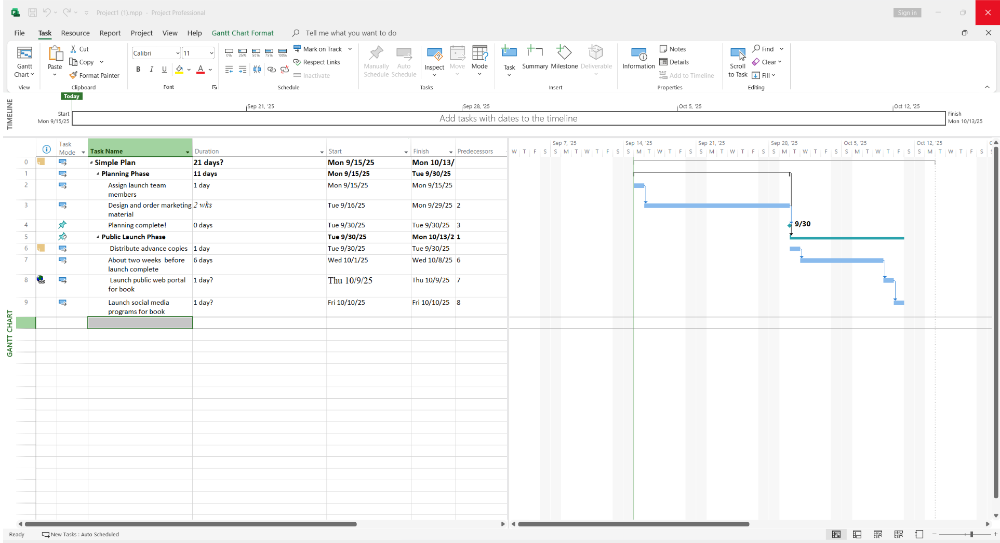 Project1 (1).mpp - Project Professional
Sign in
File Task Resource Report Project View Help Gantt Chart Format Tell me what you want to do
Gantt Chart
View
Paste
Cut
Copy
Format Painter
Clipboard
Calibri 11
B I U A
Font
0% 25% 50% 75% 100%
Mark on Track
Respect Links
Inactivate
Schedule
Manually Schedule
Auto Schedule
Inspect
Move
Mode
Tasks
Task
Summary
Milestone
Deliverable
Insert
Information
Notes
Details
Add to Timeline
Properties
Scroll to Task
Find
Clear
Fill
Editing
TIMELINE
Today
Start
Mon 9/15/25
Sep 21, '25 Sep 28, '25 Oct 5, '25 Oct 12, '25
Add tasks with dates to the timeline
Finish
Mon 10/13/25
GANTT CHART
Task Mode Task Name Duration Start Finish Predecessors
0 Simple Plan 21 days? Mon 9/15/25 Mon 10/13/
1 Planning Phase 11 days Mon 9/15/25 Tue 9/30/25
2 Assign launch team members 1 day Mon 9/15/25 Mon 9/15/25
3 Design and order marketing material 2 wks Tue 9/16/25 Mon 9/29/25 2
4 Planning complete! 0 days Tue 9/30/25 Tue 9/30/25 3
5 Public Launch Phase Tue 9/30/25 Mon 10/13/2 1
6 Distribute advance copies 1 day Tue 9/30/25 Tue 9/30/25
7 About two weeks before launch complete 6 days Wed 10/1/25 Wed 10/8/25 6
8 Launch public web portal for book 1 day? Thu 10/9/25 Thu 10/9/25 7
9 Launch social media programs for book 1 day? Fri 10/10/25 Fri 10/10/25 8
Sep 7, '25 Sep 14, '25 Sep 21, '25 Sep 28, '25 Oct 5, '25 Oct 12, '25
W T F S S M T W T F S S M T W T F S S M T W T F S S M T W T F S S M T W T F S S M T W T F S
9/30
Ready New Tasks : Auto Scheduled